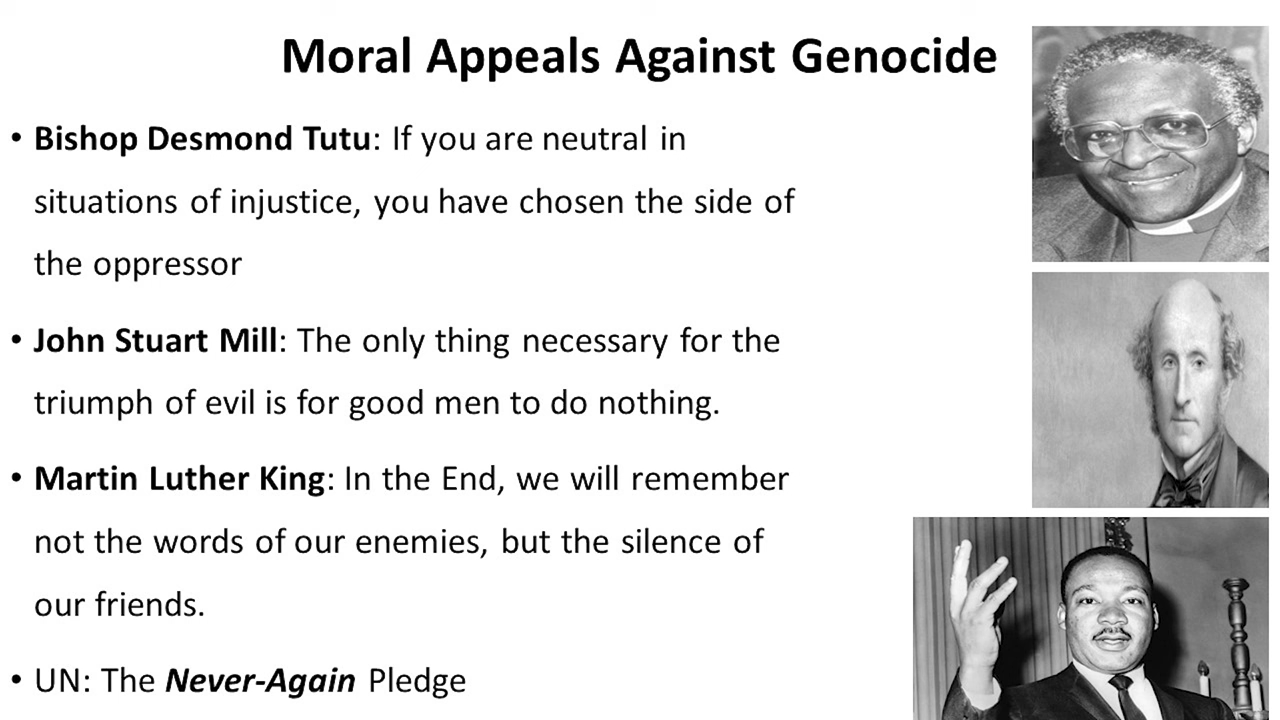 Moral Appeals Against Genocide
• Bishop Desmond Tutu: If you are neutral in
situations of injustice, you have chosen the side of
the oppressor
• John Stuart Mill: The only thing necessary for the
triumph of evil is for good men to do nothing.
• Martin Luther King: In the End, we will remember
not the words of our enemies, but the silence of
our friends.
• UN: The Never-Again Pledge